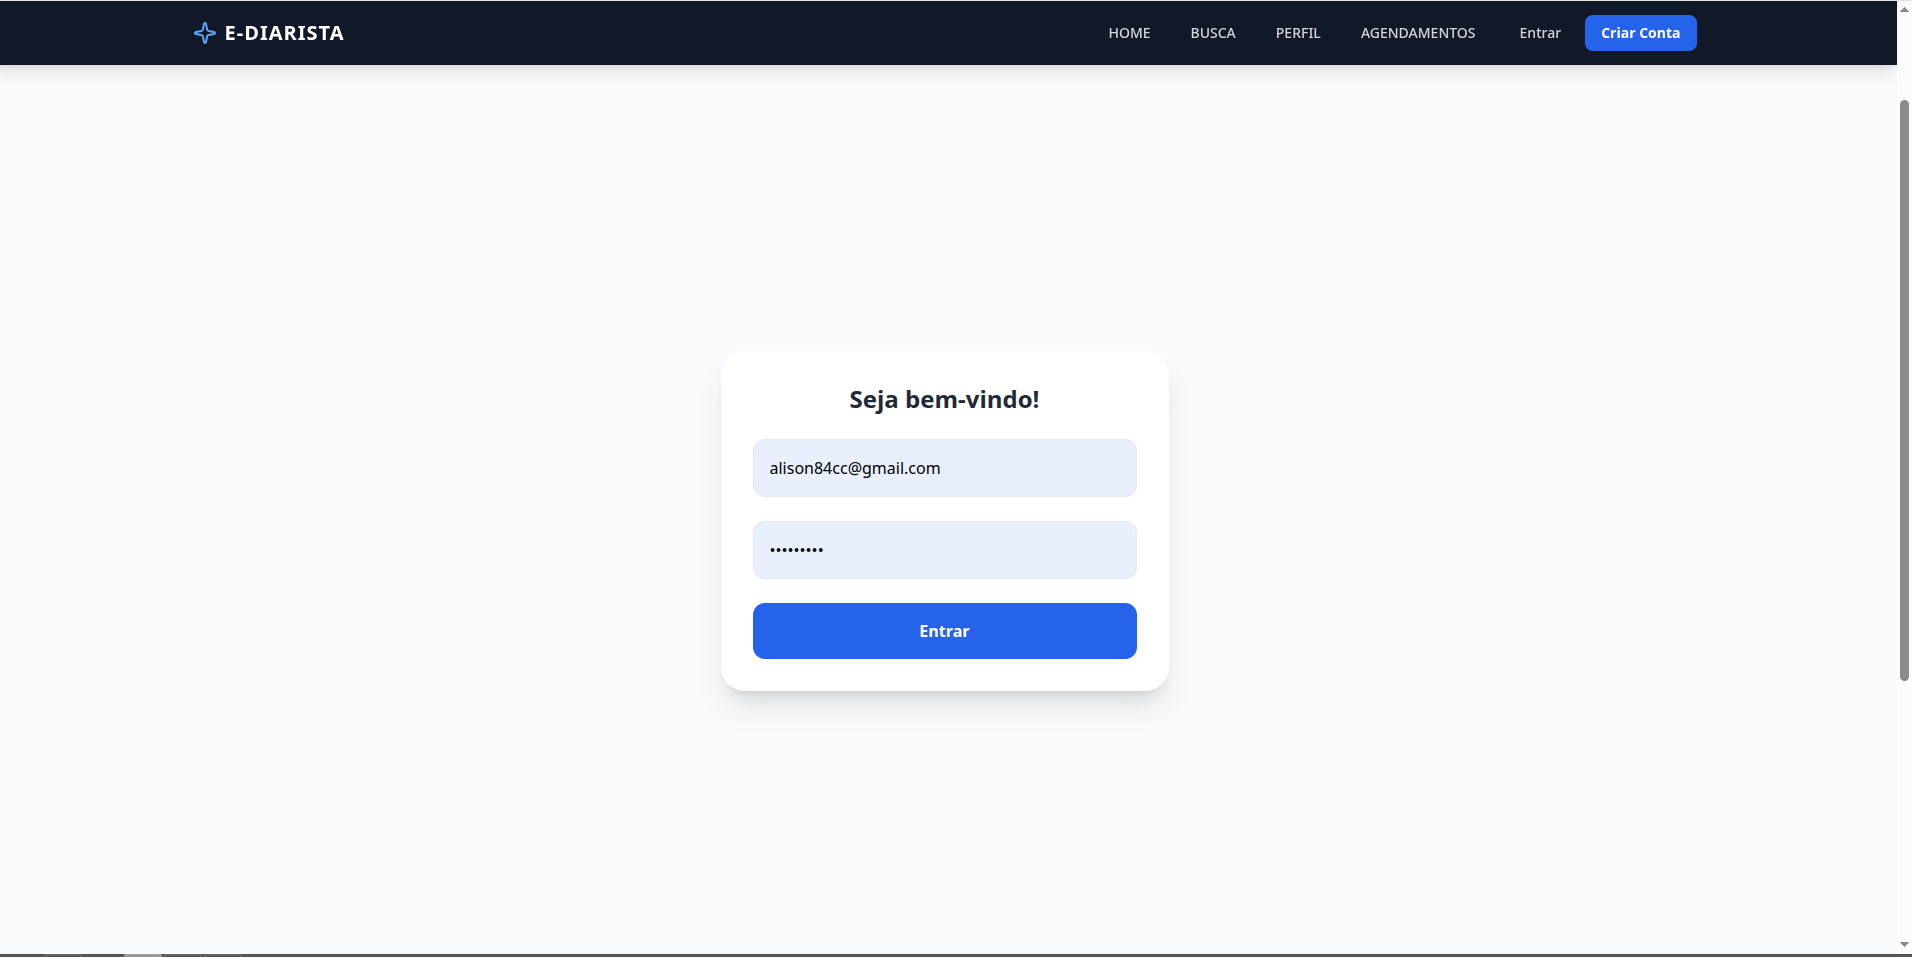 E-DIARISTA
HOME BUSCA PERFIL AGENDAMENTOS Entrar Criar Conta
Seja bem-vindo!
alison84cc@gmail.com
•••••••••
Entrar